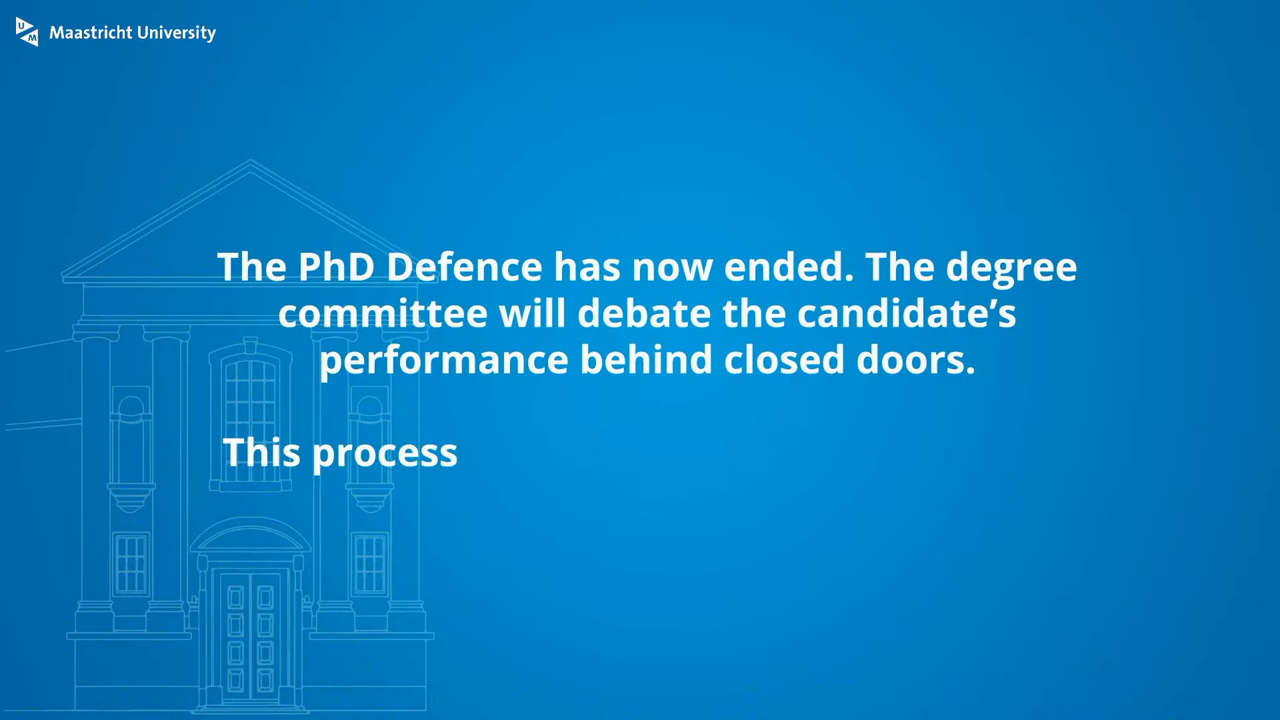 UM
Maastricht University
The PhD Defence has now ended. The degree
committee will debate the candidate’s
performance behind closed doors.
This process